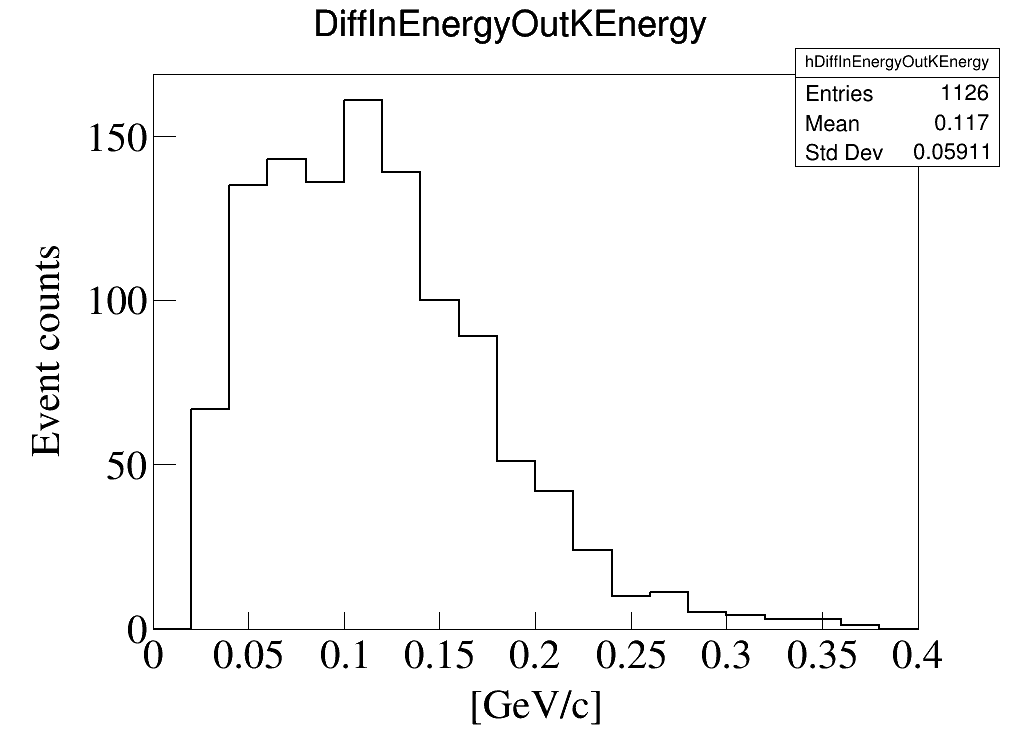 DiffInEnergyOutKEnergy
hDiffInEnergyOutKEnergy
Entries 1126
Mean 0.117
Std Dev 0.05911
150
100
50
0
Event counts
0 0.05 0.1 0.15 0.2 0.25 0.3 0.35 0.4
[GeV/c]